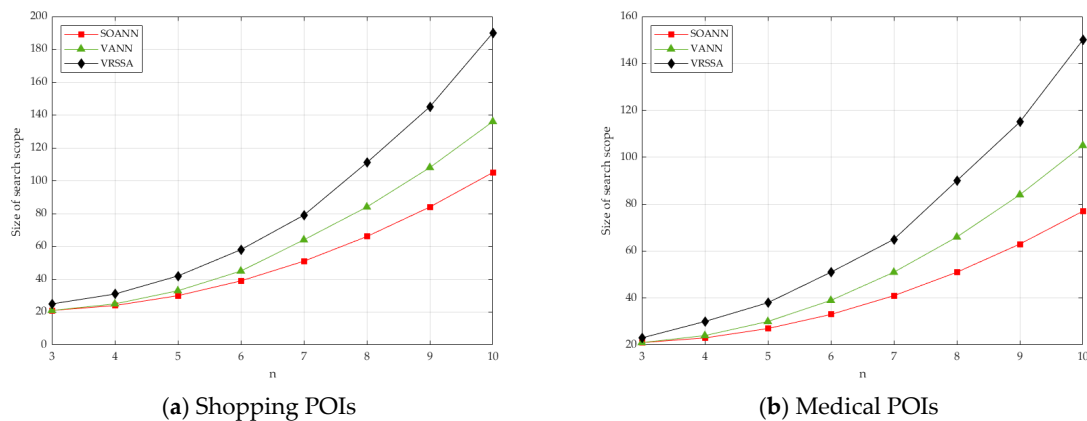 200
180
160
140
120
100
80
60
40
20
0
Size of search scope
SOANN
VANN
VRSSA
3 4 5 6 7 8 9 10
n
(a) Shopping POIs
160
140
120
100
80
60
40
20
Size of search scope
SOANN
VANN
VRSSA
3 4 5 6 7 8 9 10
n
(b) Medical POIs